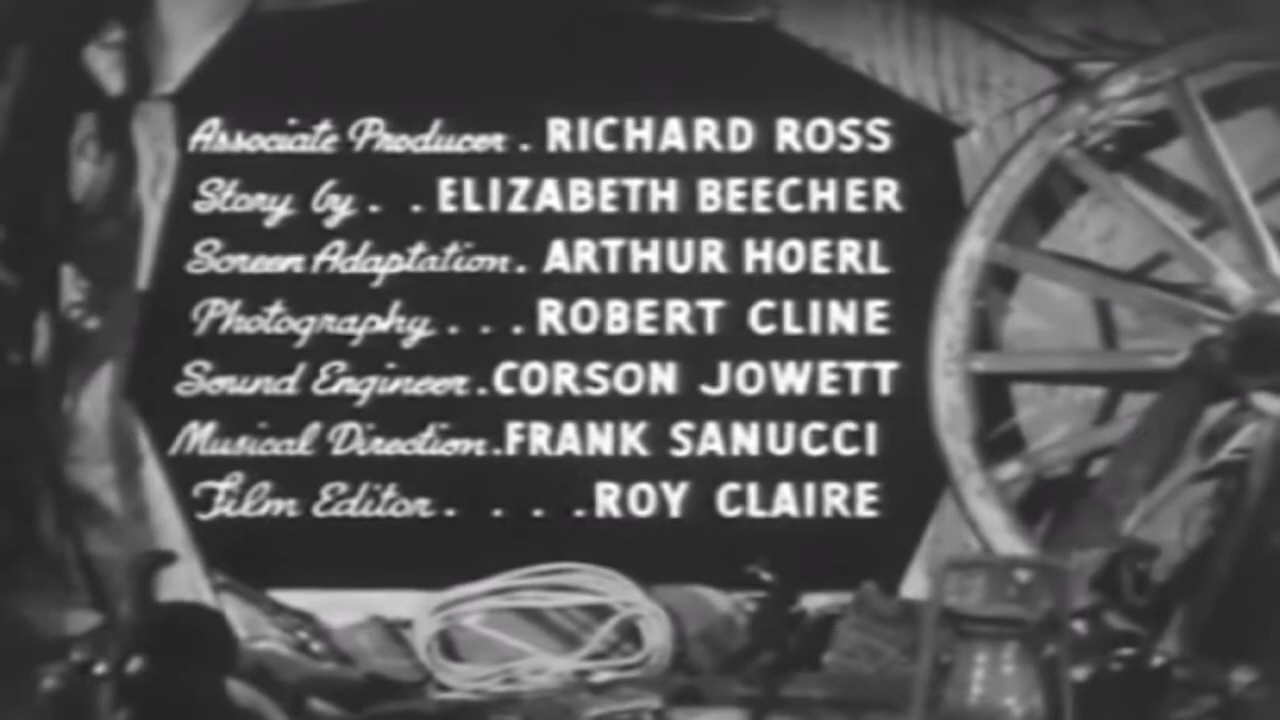 Associate Producer. RICHARD ROSS
Story by. . ELIZABETH BEECHER
Screen Adaptation. ARTHUR HOERL
Photography. . . ROBERT CLINE
Sound Engineer. CORSON JOWETT
Musical Direction. FRANK SANUCCI
Film Editor. . . . ROY CLAIRE